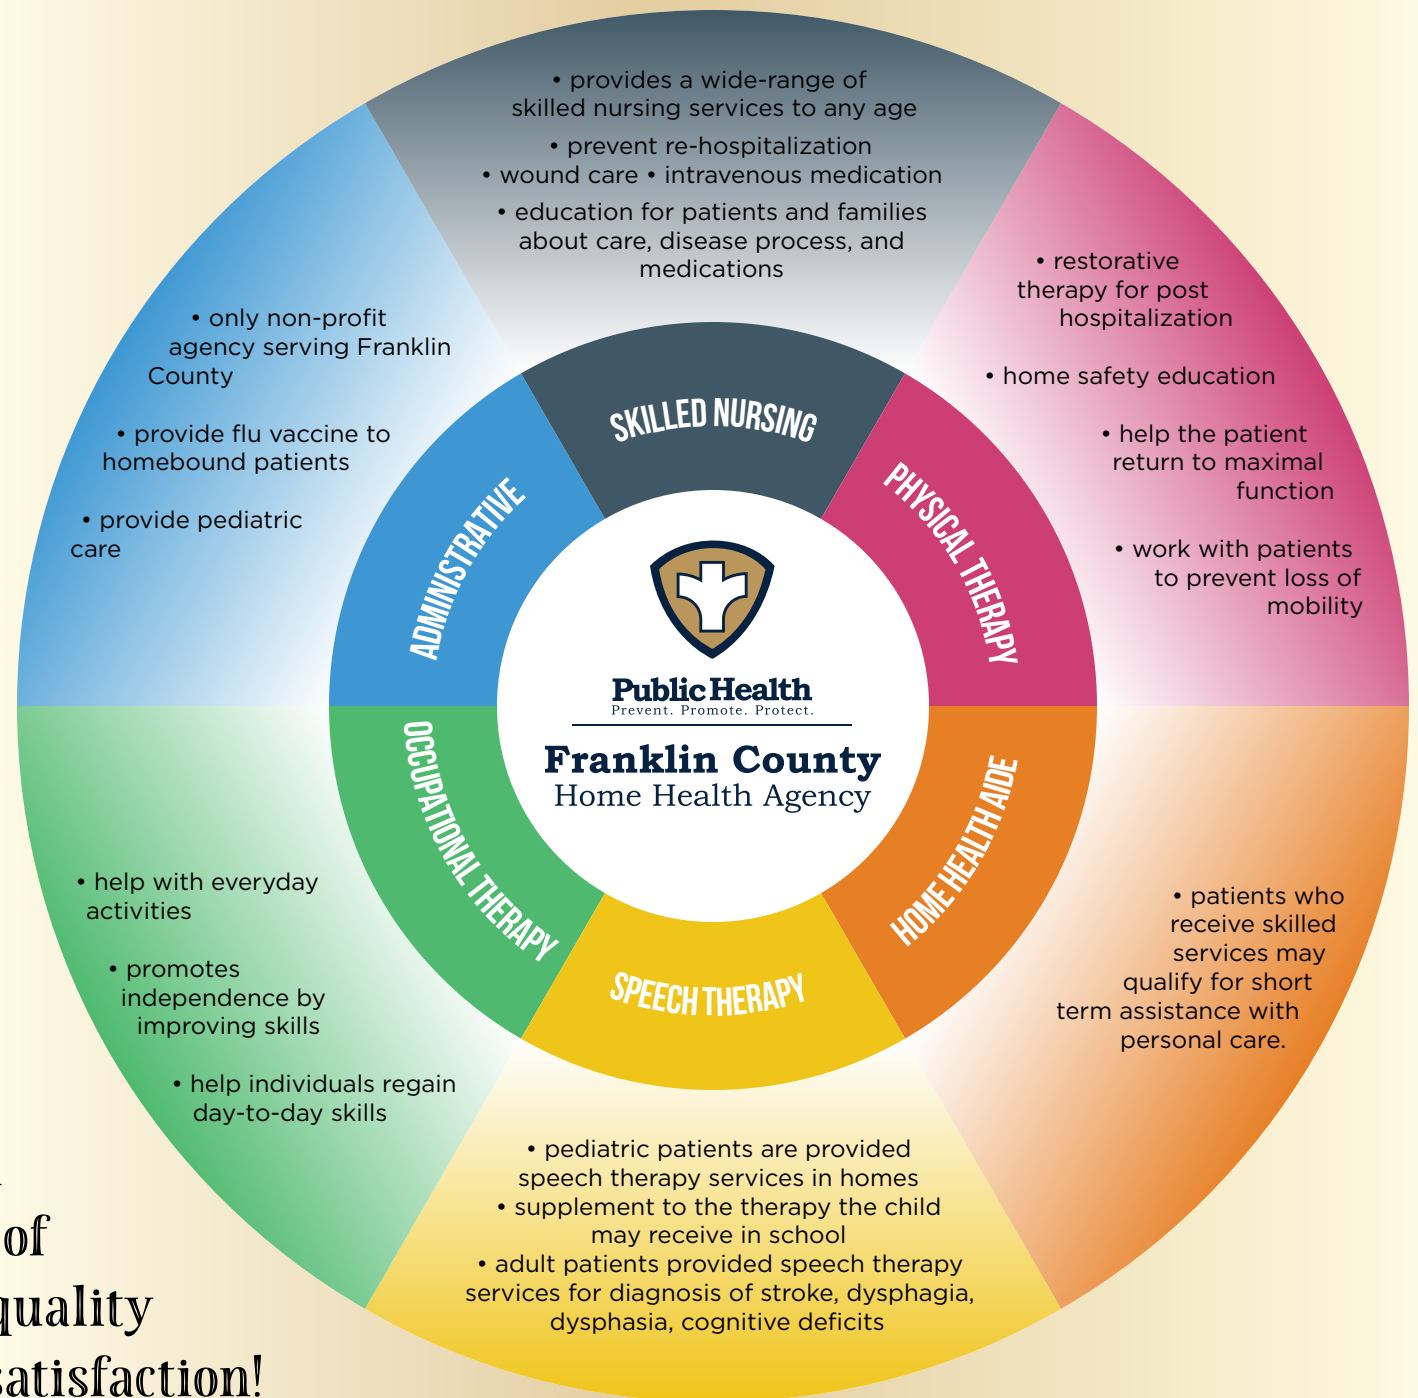 • provides a wide-range of
skilled nursing services to any age
• prevent re-hospitalization
• wound care • intravenous medication
• education for patients and families
about care, disease process, and
medications
SKILLED NURSING
• restorative
therapy for post
hospitalization
• home safety education
• help the patient
return to maximal
function
• work with patients
to prevent loss of
mobility
PHYSICAL THERAPY
• patients who
receive skilled
services may
qualify for short
term assistance with
personal care.
HOME HEALTH AIDE
• pediatric patients are provided
speech therapy services in homes
• supplement to the therapy the child
may receive in school
• adult patients provided speech therapy
services for diagnosis of stroke, dysphagia,
dysphasia, cognitive deficits
SPEECH THERAPY
• help with everyday
activities
• promotes
independence by
improving skills
• help individuals regain
day-to-day skills
OCCUPATIONAL THERAPY
• only non-profit
agency serving Franklin
County
• provide flu vaccine to
homebound patients
• provide pediatric
care
ADMINISTRATIVE
Public Health
Prevent. Promote. Protect.
Franklin County
Home Health Agency
of
quality
satisfaction!